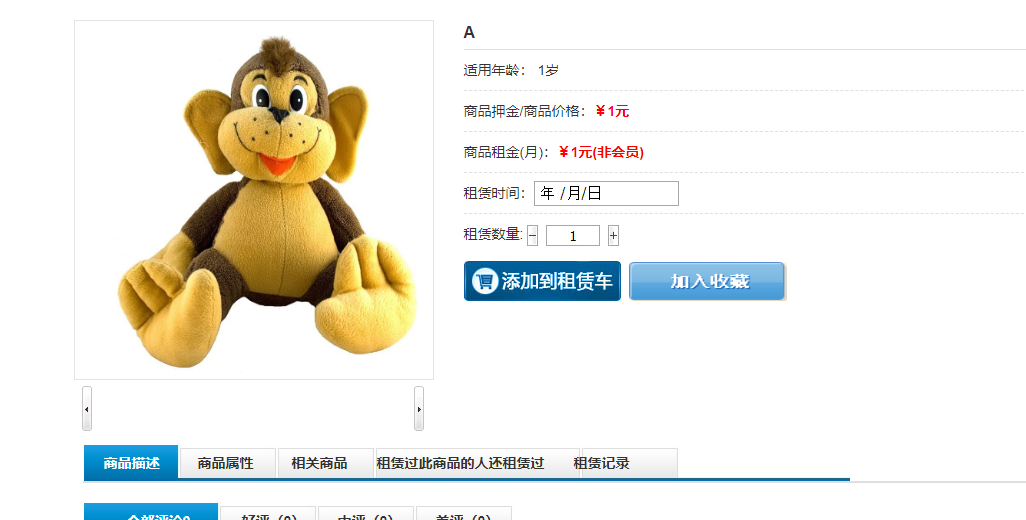 A
适用年龄： 1岁
商品押金/商品价格：￥1元
商品租金(月)：￥1元(非会员)
租赁时间：年 /月/日
租赁数量: − 1 +
添加到租赁车 加入收藏
商品描述 商品属性 相关商品 租赁过此商品的人还租赁过 租赁记录